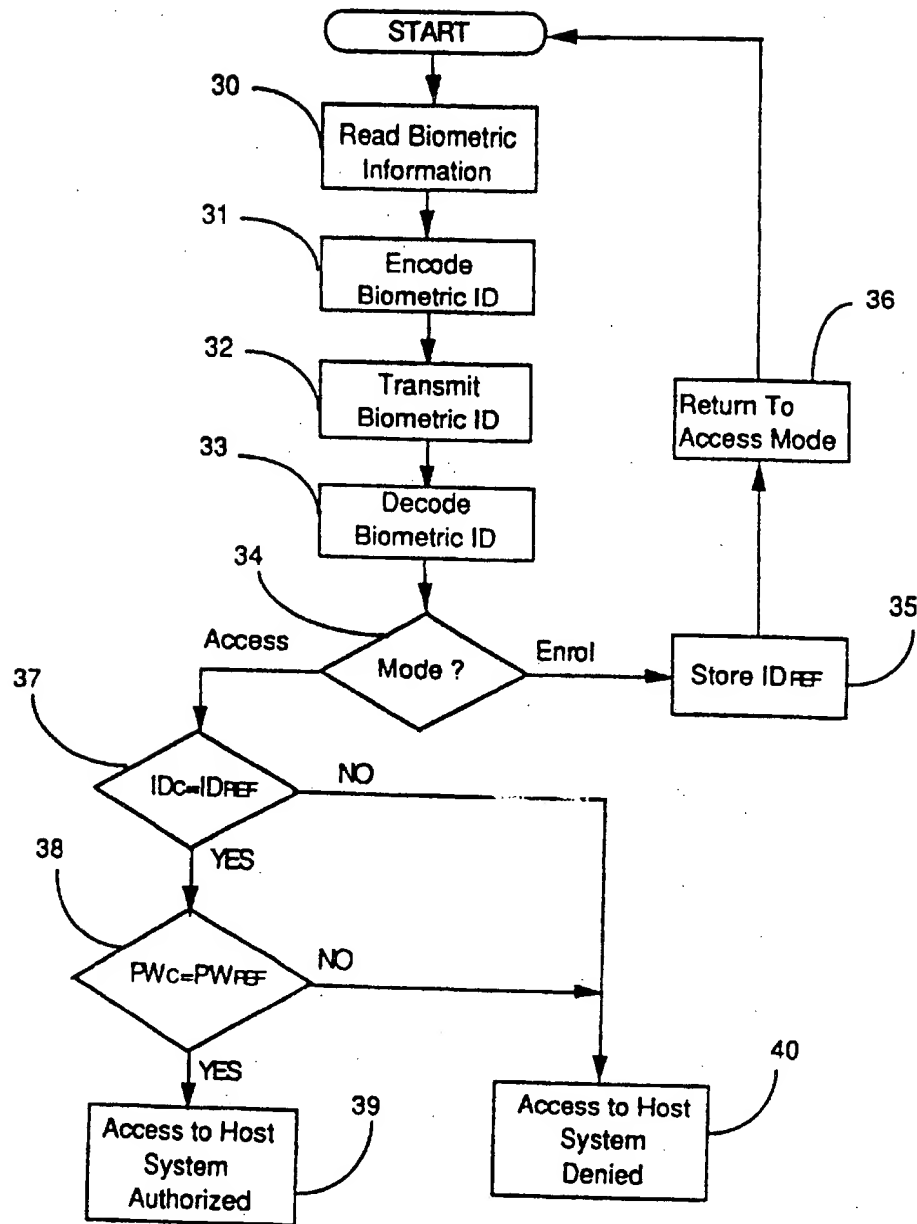 START
30
Read Biometric
Information
31
Encode
Biometric ID
32
Transmit
Biometric ID
36
Return To
Access Mode
33
Decode
Biometric ID
34
Access
Mode ?
Enrol
35
Store IDREF
37
IDC=IDREF
NO
YES
38
PWC=PWREF
NO
YES
39
Access to Host
System
Authorized
40
Access to Host
System
Denied